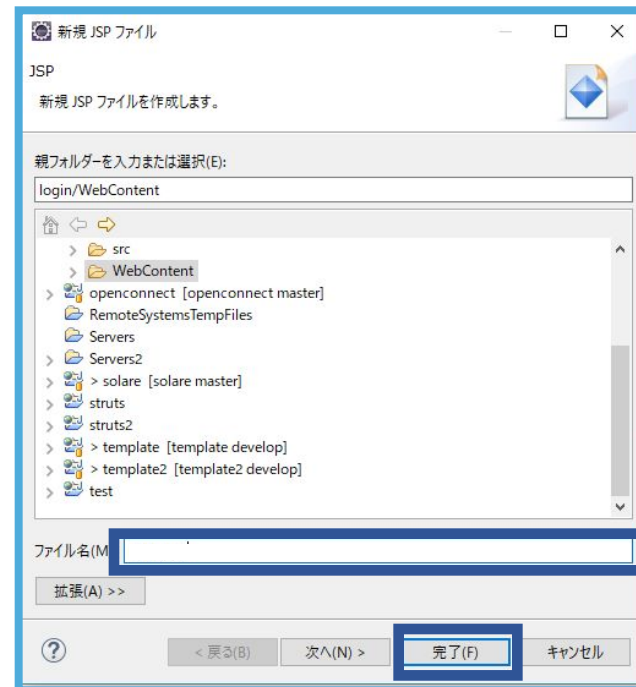 新規 JSP ファイル
JSP
新規 JSP ファイルを作成します。
親フォルダーを入力または選択(E):
login/WebContent
src
WebContent
openconnect [openconnect master]
RemoteSystemsTempFiles
Servers
Servers2
> solare [solare master]
struts
struts2
> template [template develop]
> template2 [template2 develop]
test
ファイル名(M
拡張(A) >>
< 戻る(B) 次へ(N) > 完了(F) キャンセル